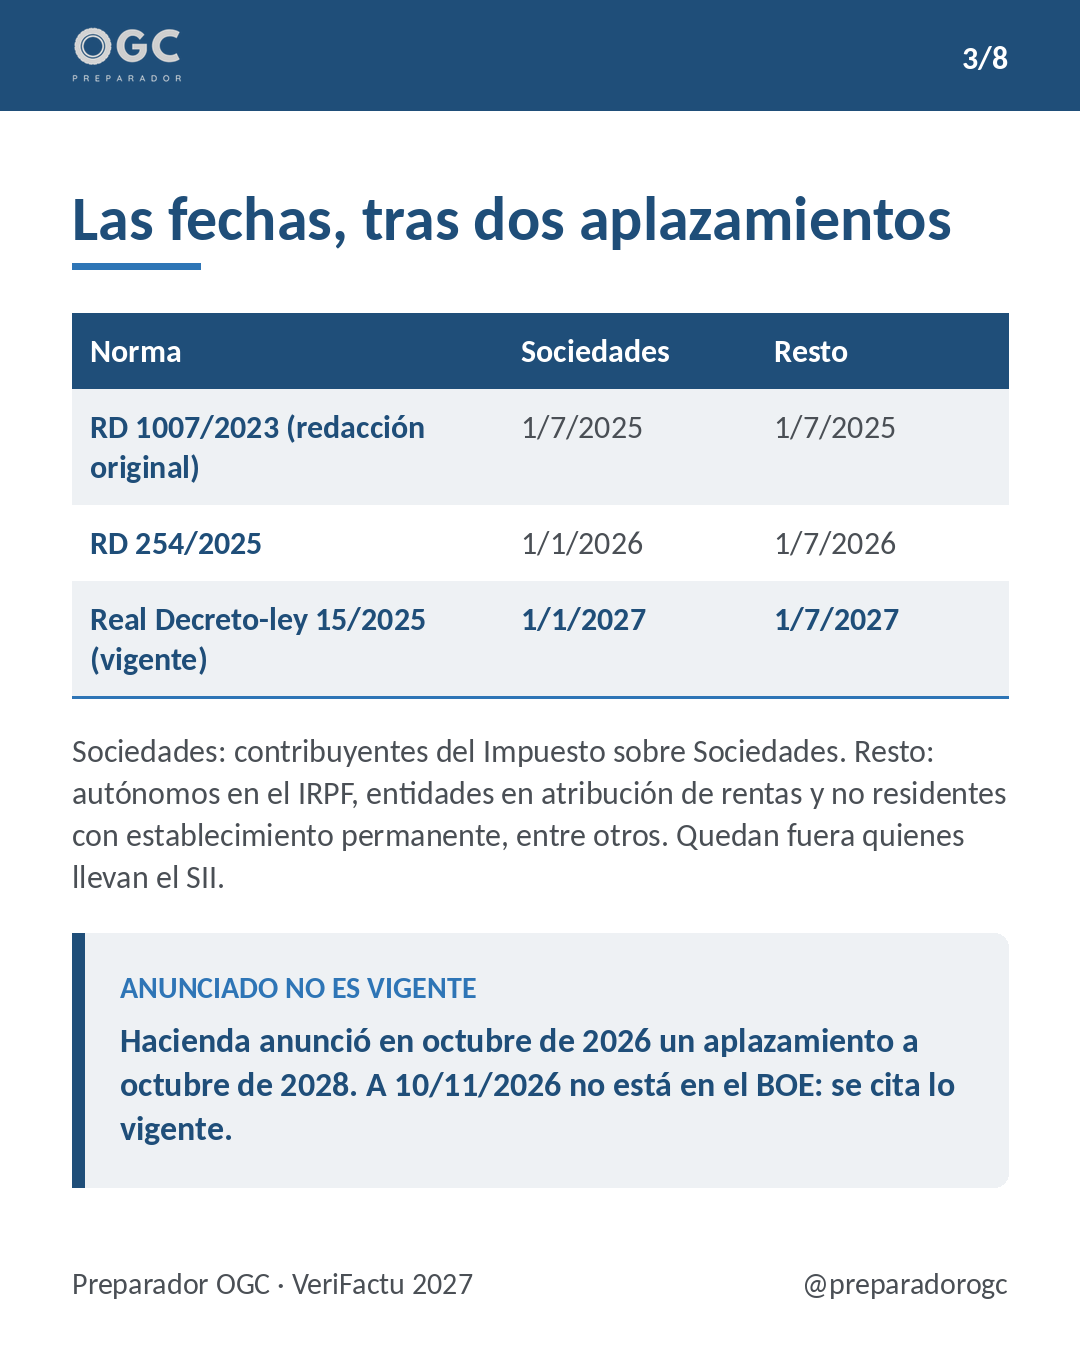 OGC
PREPARADOR
3/8
Las fechas, tras dos aplazamientos
Norma Sociedades Resto
RD 1007/2023 (redacción 1/7/2025 1/7/2025
original)
RD 254/2025 1/1/2026 1/7/2026
Real Decreto-ley 15/2025 1/1/2027 1/7/2027
(vigente)
Sociedades: contribuyentes del Impuesto sobre Sociedades. Resto:
autónomos en el IRPF, entidades en atribución de rentas y no residentes
con establecimiento permanente, entre otros. Quedan fuera quienes
llevan el SII.
ANUNCIADO NO ES VIGENTE
Hacienda anunció en octubre de 2026 un aplazamiento a
octubre de 2028. A 10/11/2026 no está en el BOE: se cita lo
vigente.
Preparador OGC · VeriFactu 2027 @preparadorogc